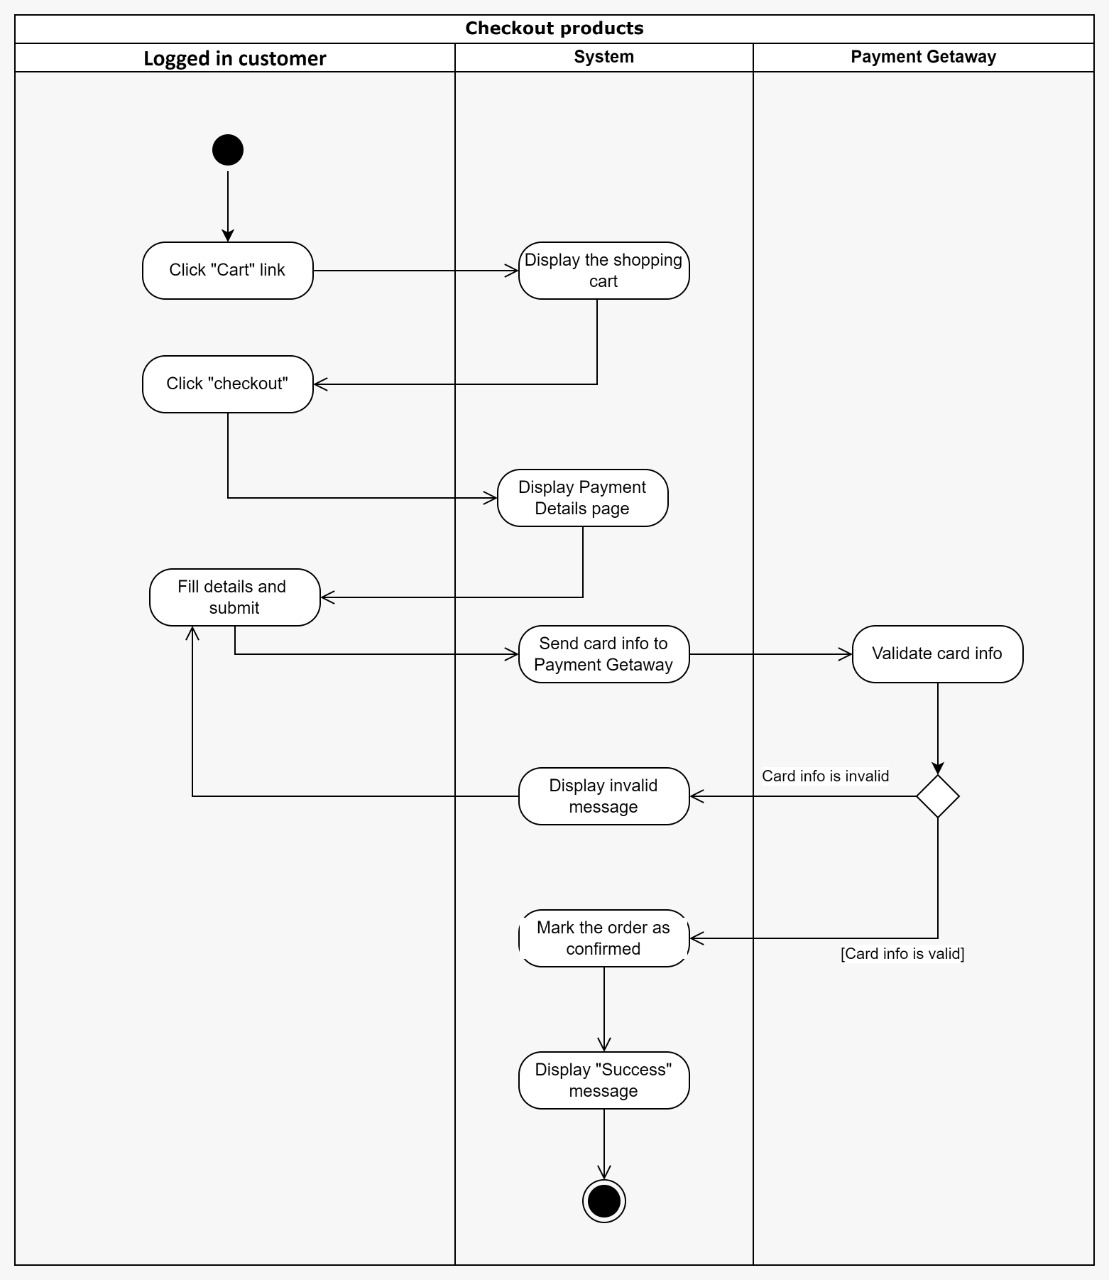 Checkout products
Logged in customer
System
Payment Getaway
Click "Cart" link
Display the shopping
cart
Click "checkout"
Display Payment
Details page
Fill details and
submit
Send card info to
Payment Getaway
Validate card info
Card info is invalid
Display invalid
message
Mark the order as
confirmed
[Card info is valid]
Display "Success"
message